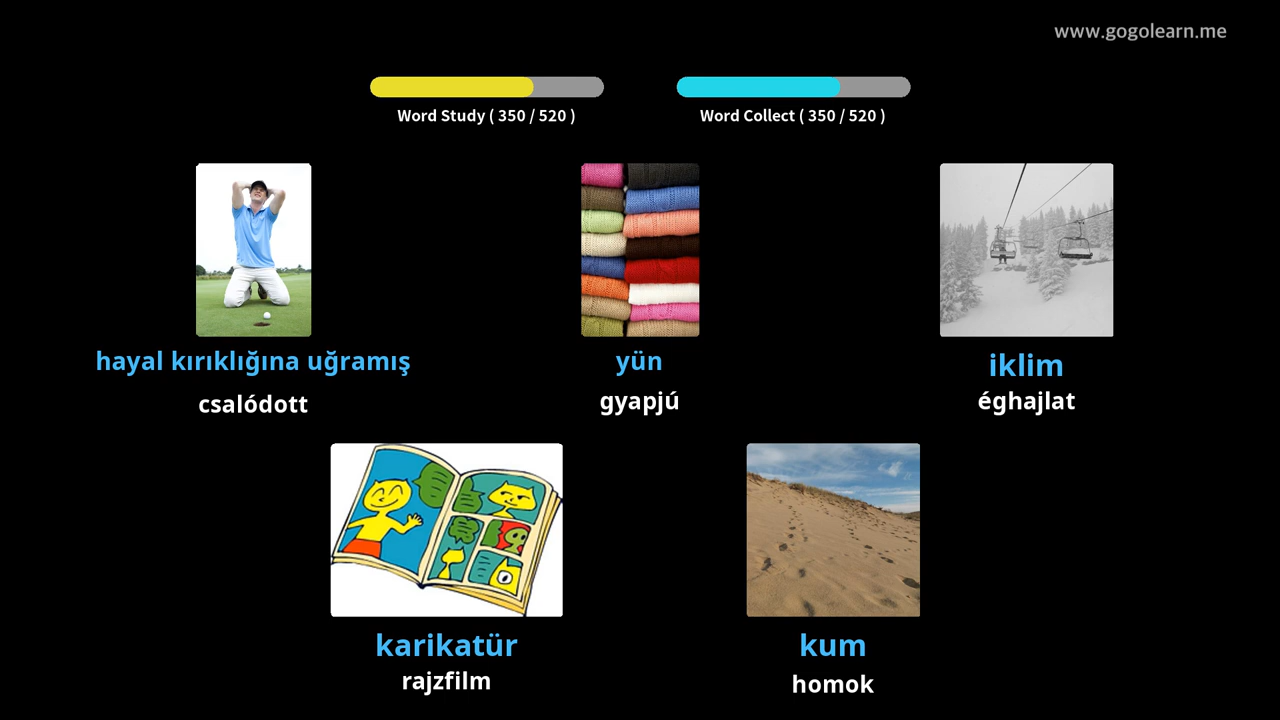 www.gogolearn.me
Word Study ( 350 / 520 )
Word Collect ( 350 / 520 )
hayal kırıklığına uğramış
csalódott
yün
gyapjú
iklim
éghajlat
karikatür
rajzfilm
kum
homok